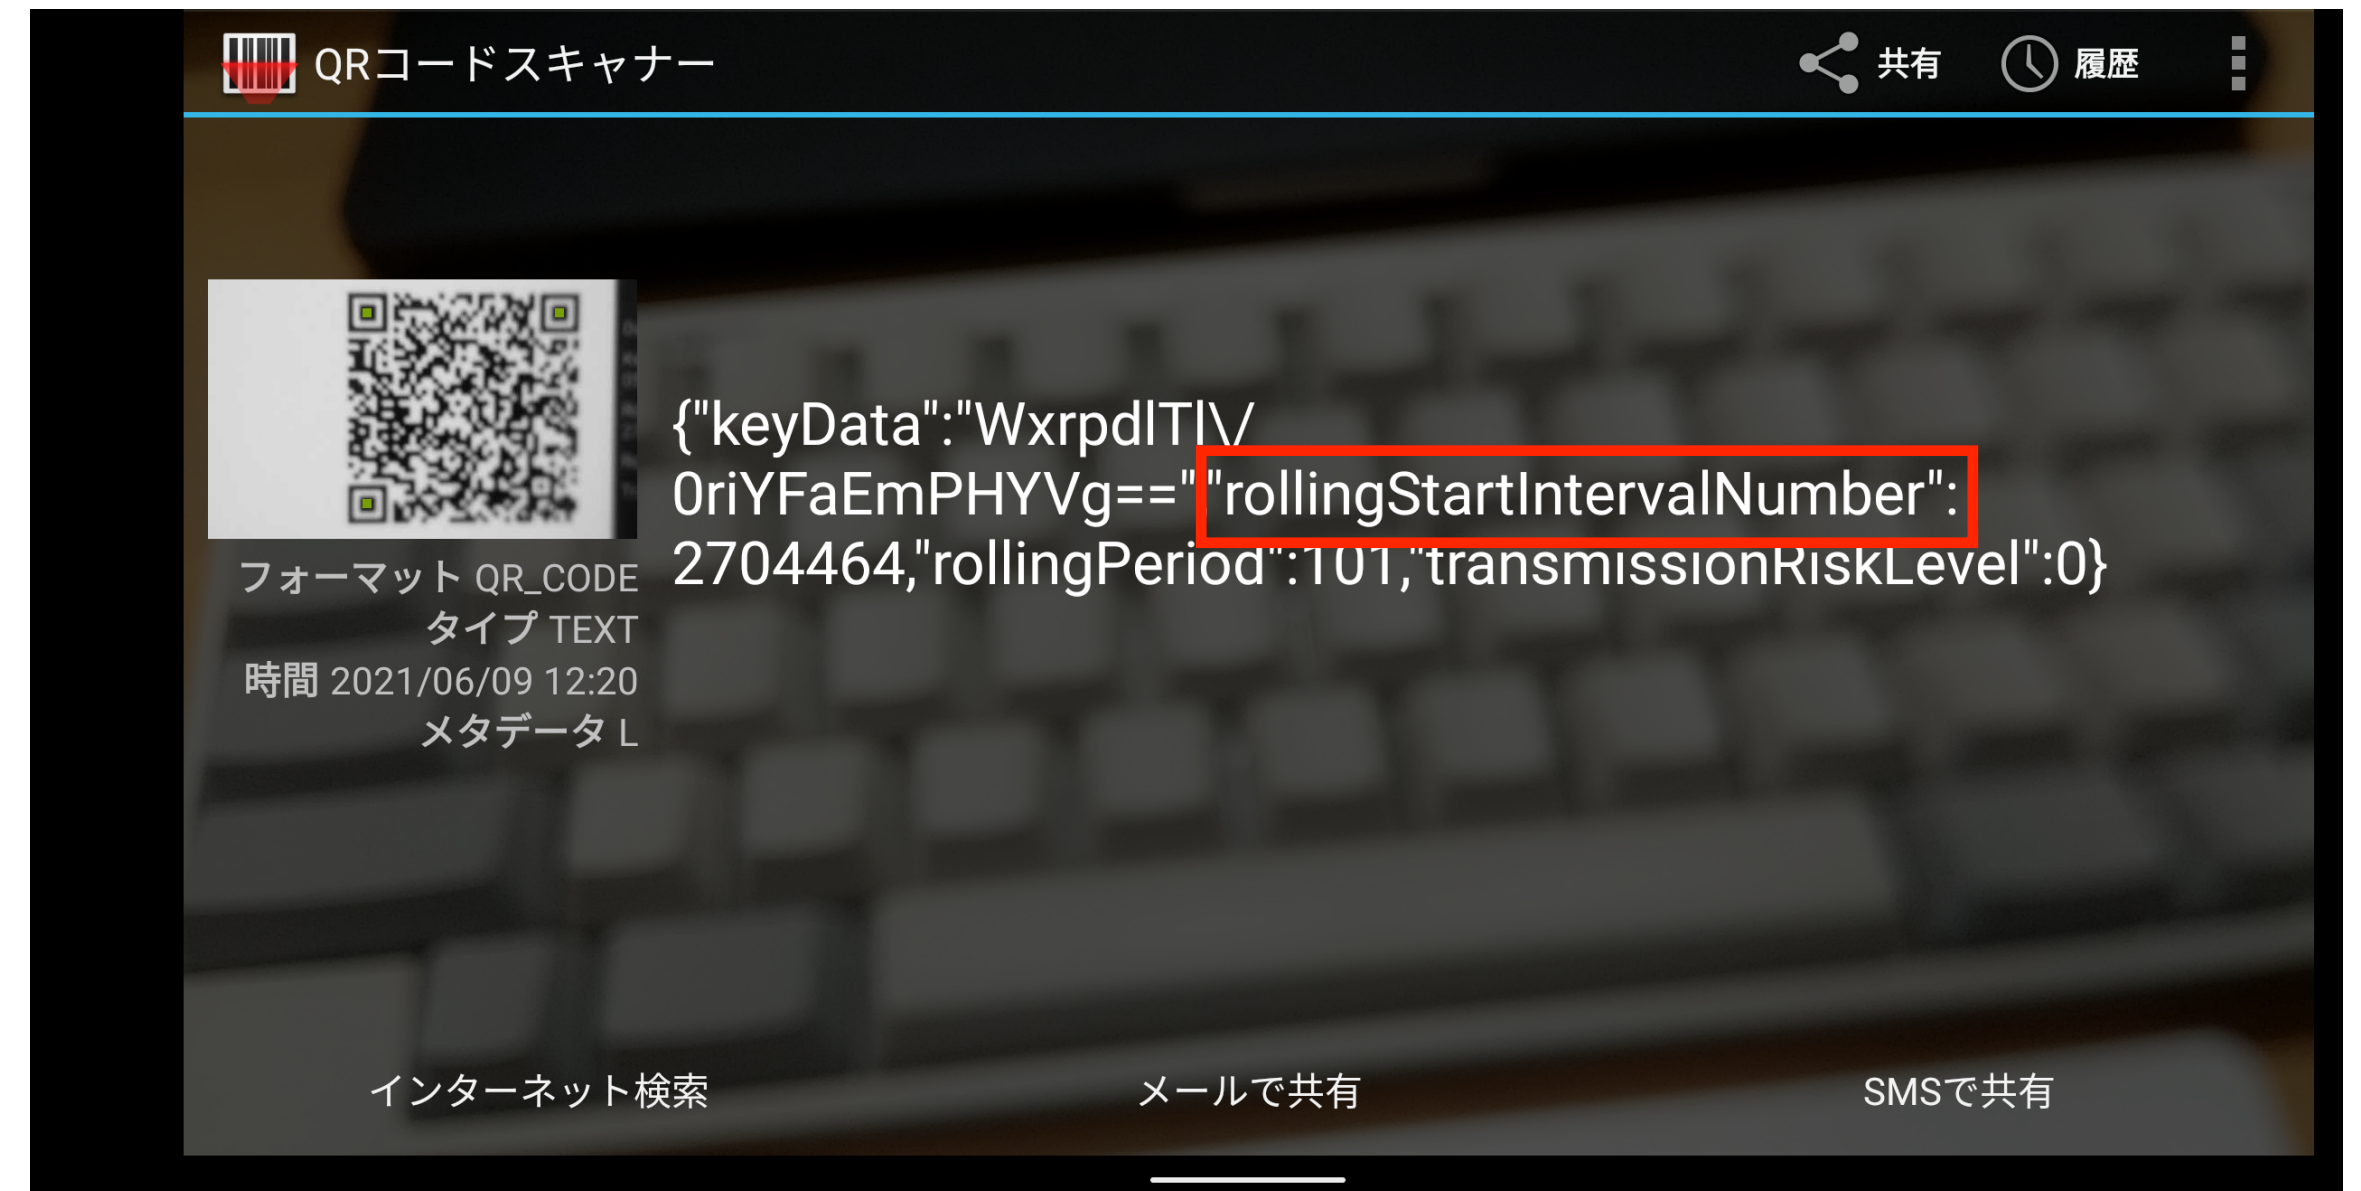 QRコードスキャナー
共有
履歴
{"keyData":"WxrpdlTl\/
0riYFaEmPHYVg==","rollingStartIntervalNumber":
2704464,"rollingPeriod":101,"transmissionRiskLevel":0}
フォーマット QR_CODE
タイプ TEXT
時間 2021/06/09 12:20
メタデータ L
インターネット検索
メールで共有
SMSで共有